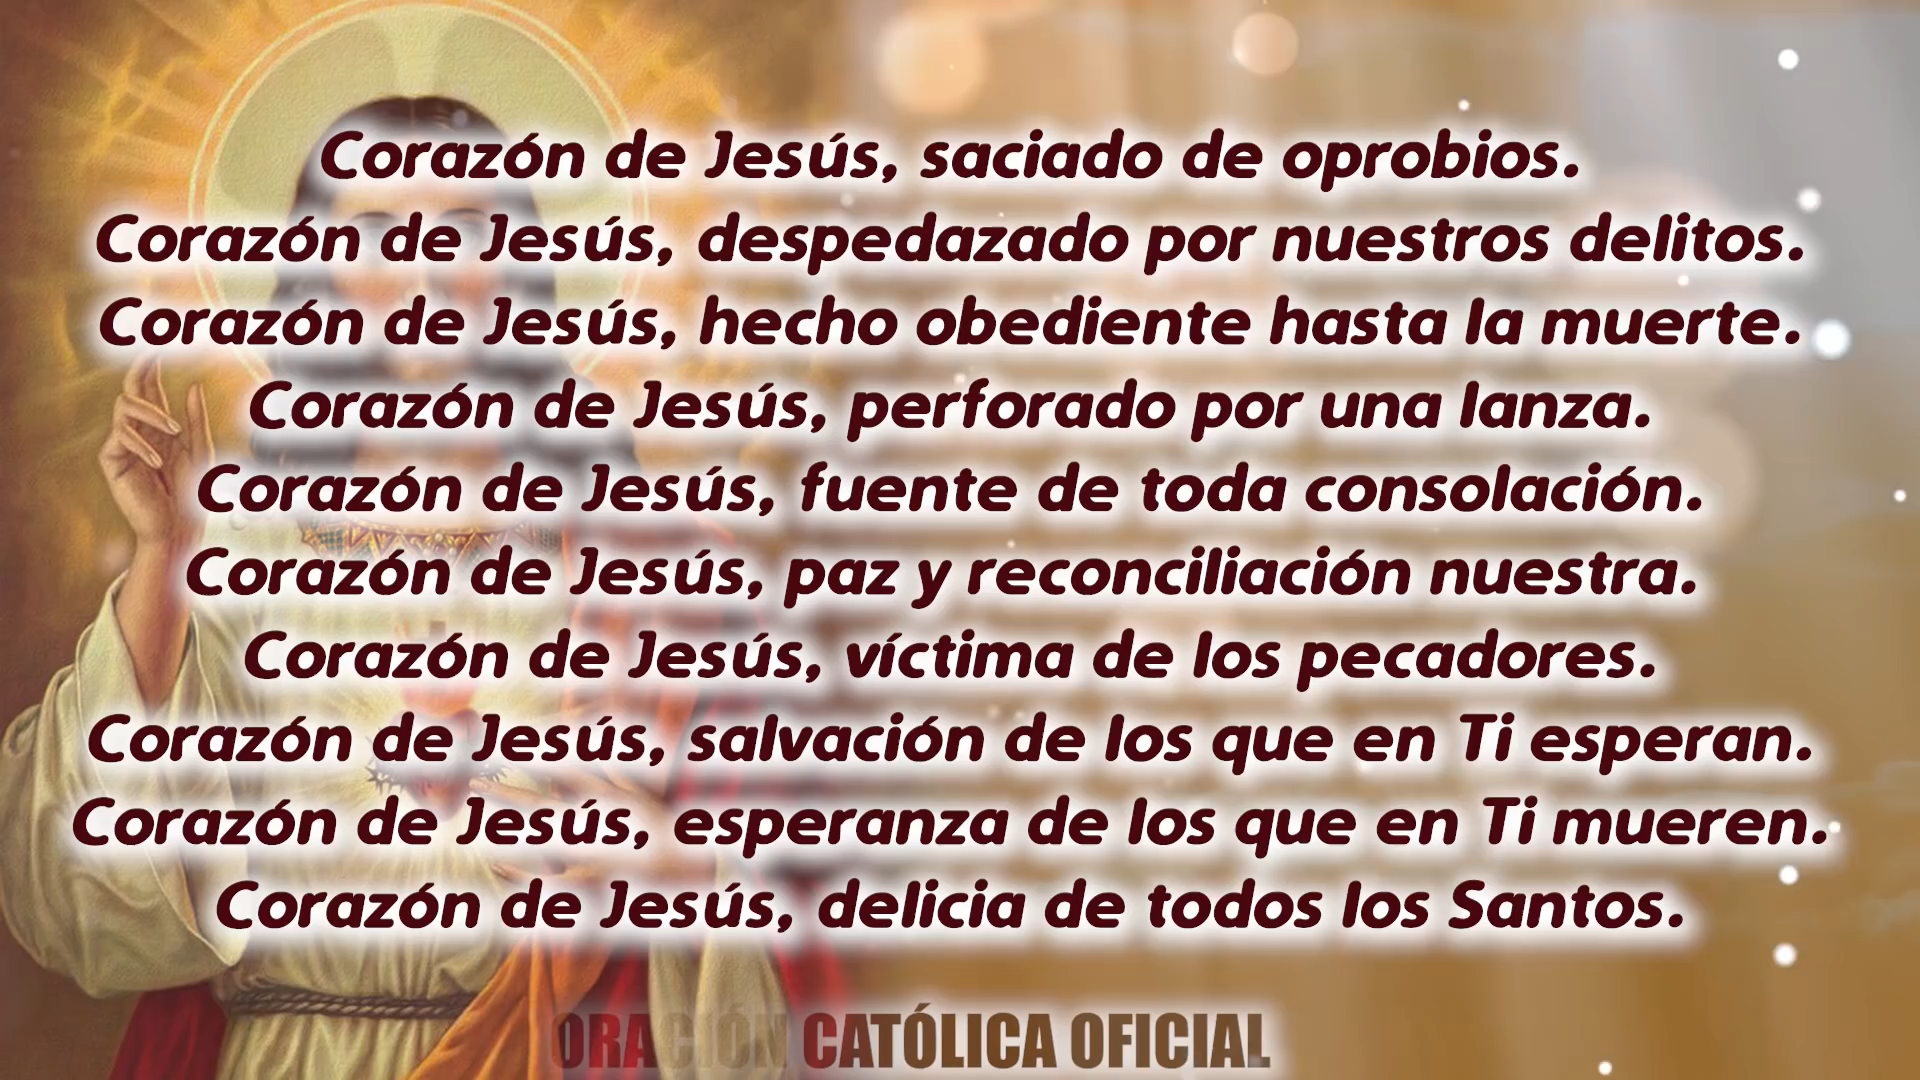 Corazón de Jesús, saciado de oprobios.
Corazón de Jesús, despedazado por nuestros delitos.
Corazón de Jesús, hecho obediente hasta la muerte.
Corazón de Jesús, perforado por una lanza.
Corazón de Jesús, fuente de toda consolación.
Corazón de Jesús, paz y reconciliación nuestra.
Corazón de Jesús, víctima de los pecadores.
Corazón de Jesús, salvación de los que en Ti esperan.
Corazón de Jesús, esperanza de los que en Ti mueren.
Corazón de Jesús, delicia de todos los Santos.
ORACIÓN CATÓLICA OFICIAL